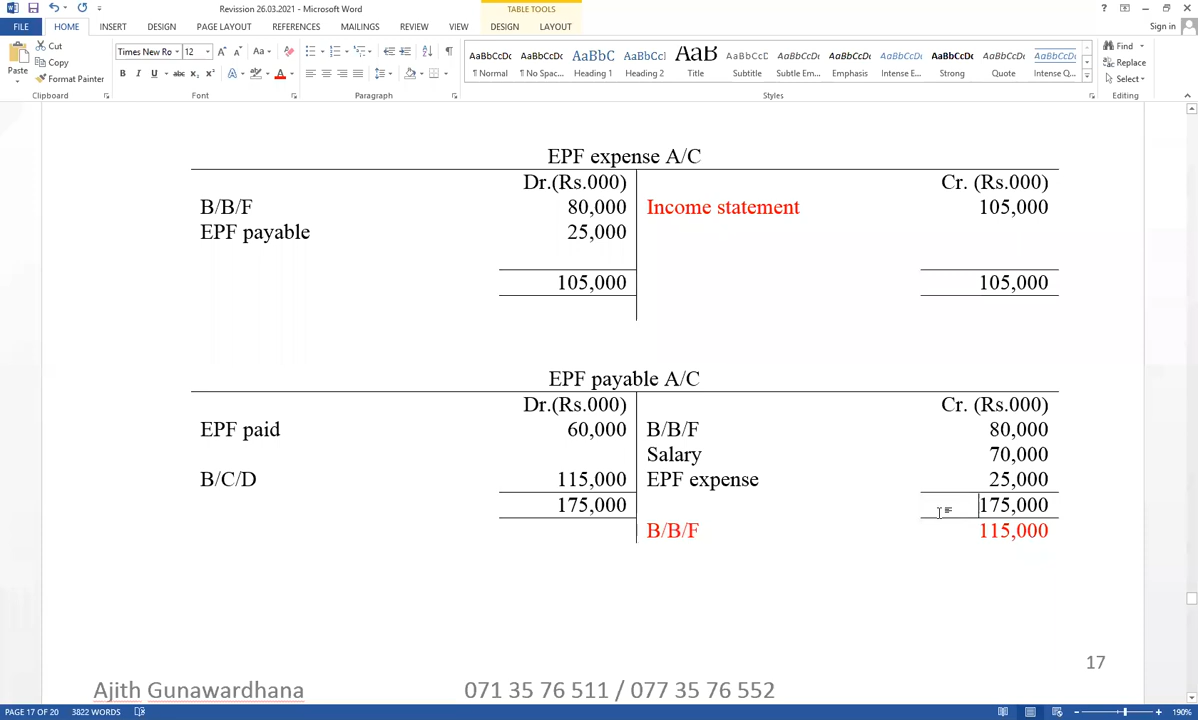 Revission 26.03.2021 - Microsoft Word
TABLE TOOLS
Sign in
FILE HOME INSERT DESIGN PAGE LAYOUT REFERENCES MAILINGS REVIEW VIEW DESIGN LAYOUT
Paste
Cut
Copy
Format Painter
Clipboard
Times New Ro 12
Font
Paragraph
AaBbCcDc AaBbCcDc AaBbC AaBbCcI AaB AaBbCcD AaBbCcDt AaBbCcDt AaBbCcDt AaBbCcDc AaBbCcDt AaBbCcDt
¶ Normal ¶ No Spac... Heading 1 Heading 2 Title Subtitle Subtle Em... Emphasis Intense E... Strong Quote Intense Q...
Styles
Find
Replace
Select
Editing
EPF expense A/C
Dr.(Rs.000) Cr. (Rs.000)
B/B/F 80,000 Income statement 105,000
EPF payable 25,000
105,000 105,000
EPF payable A/C
Dr.(Rs.000) Cr. (Rs.000)
EPF paid 60,000 B/B/F 80,000
Salary 70,000
B/C/D 115,000 EPF expense 25,000
175,000 175,000
B/B/F 115,000
17
Ajith Gunawardhana 071 35 76 511 / 077 35 76 552
PAGE 17 OF 20 3822 WORDS 190%